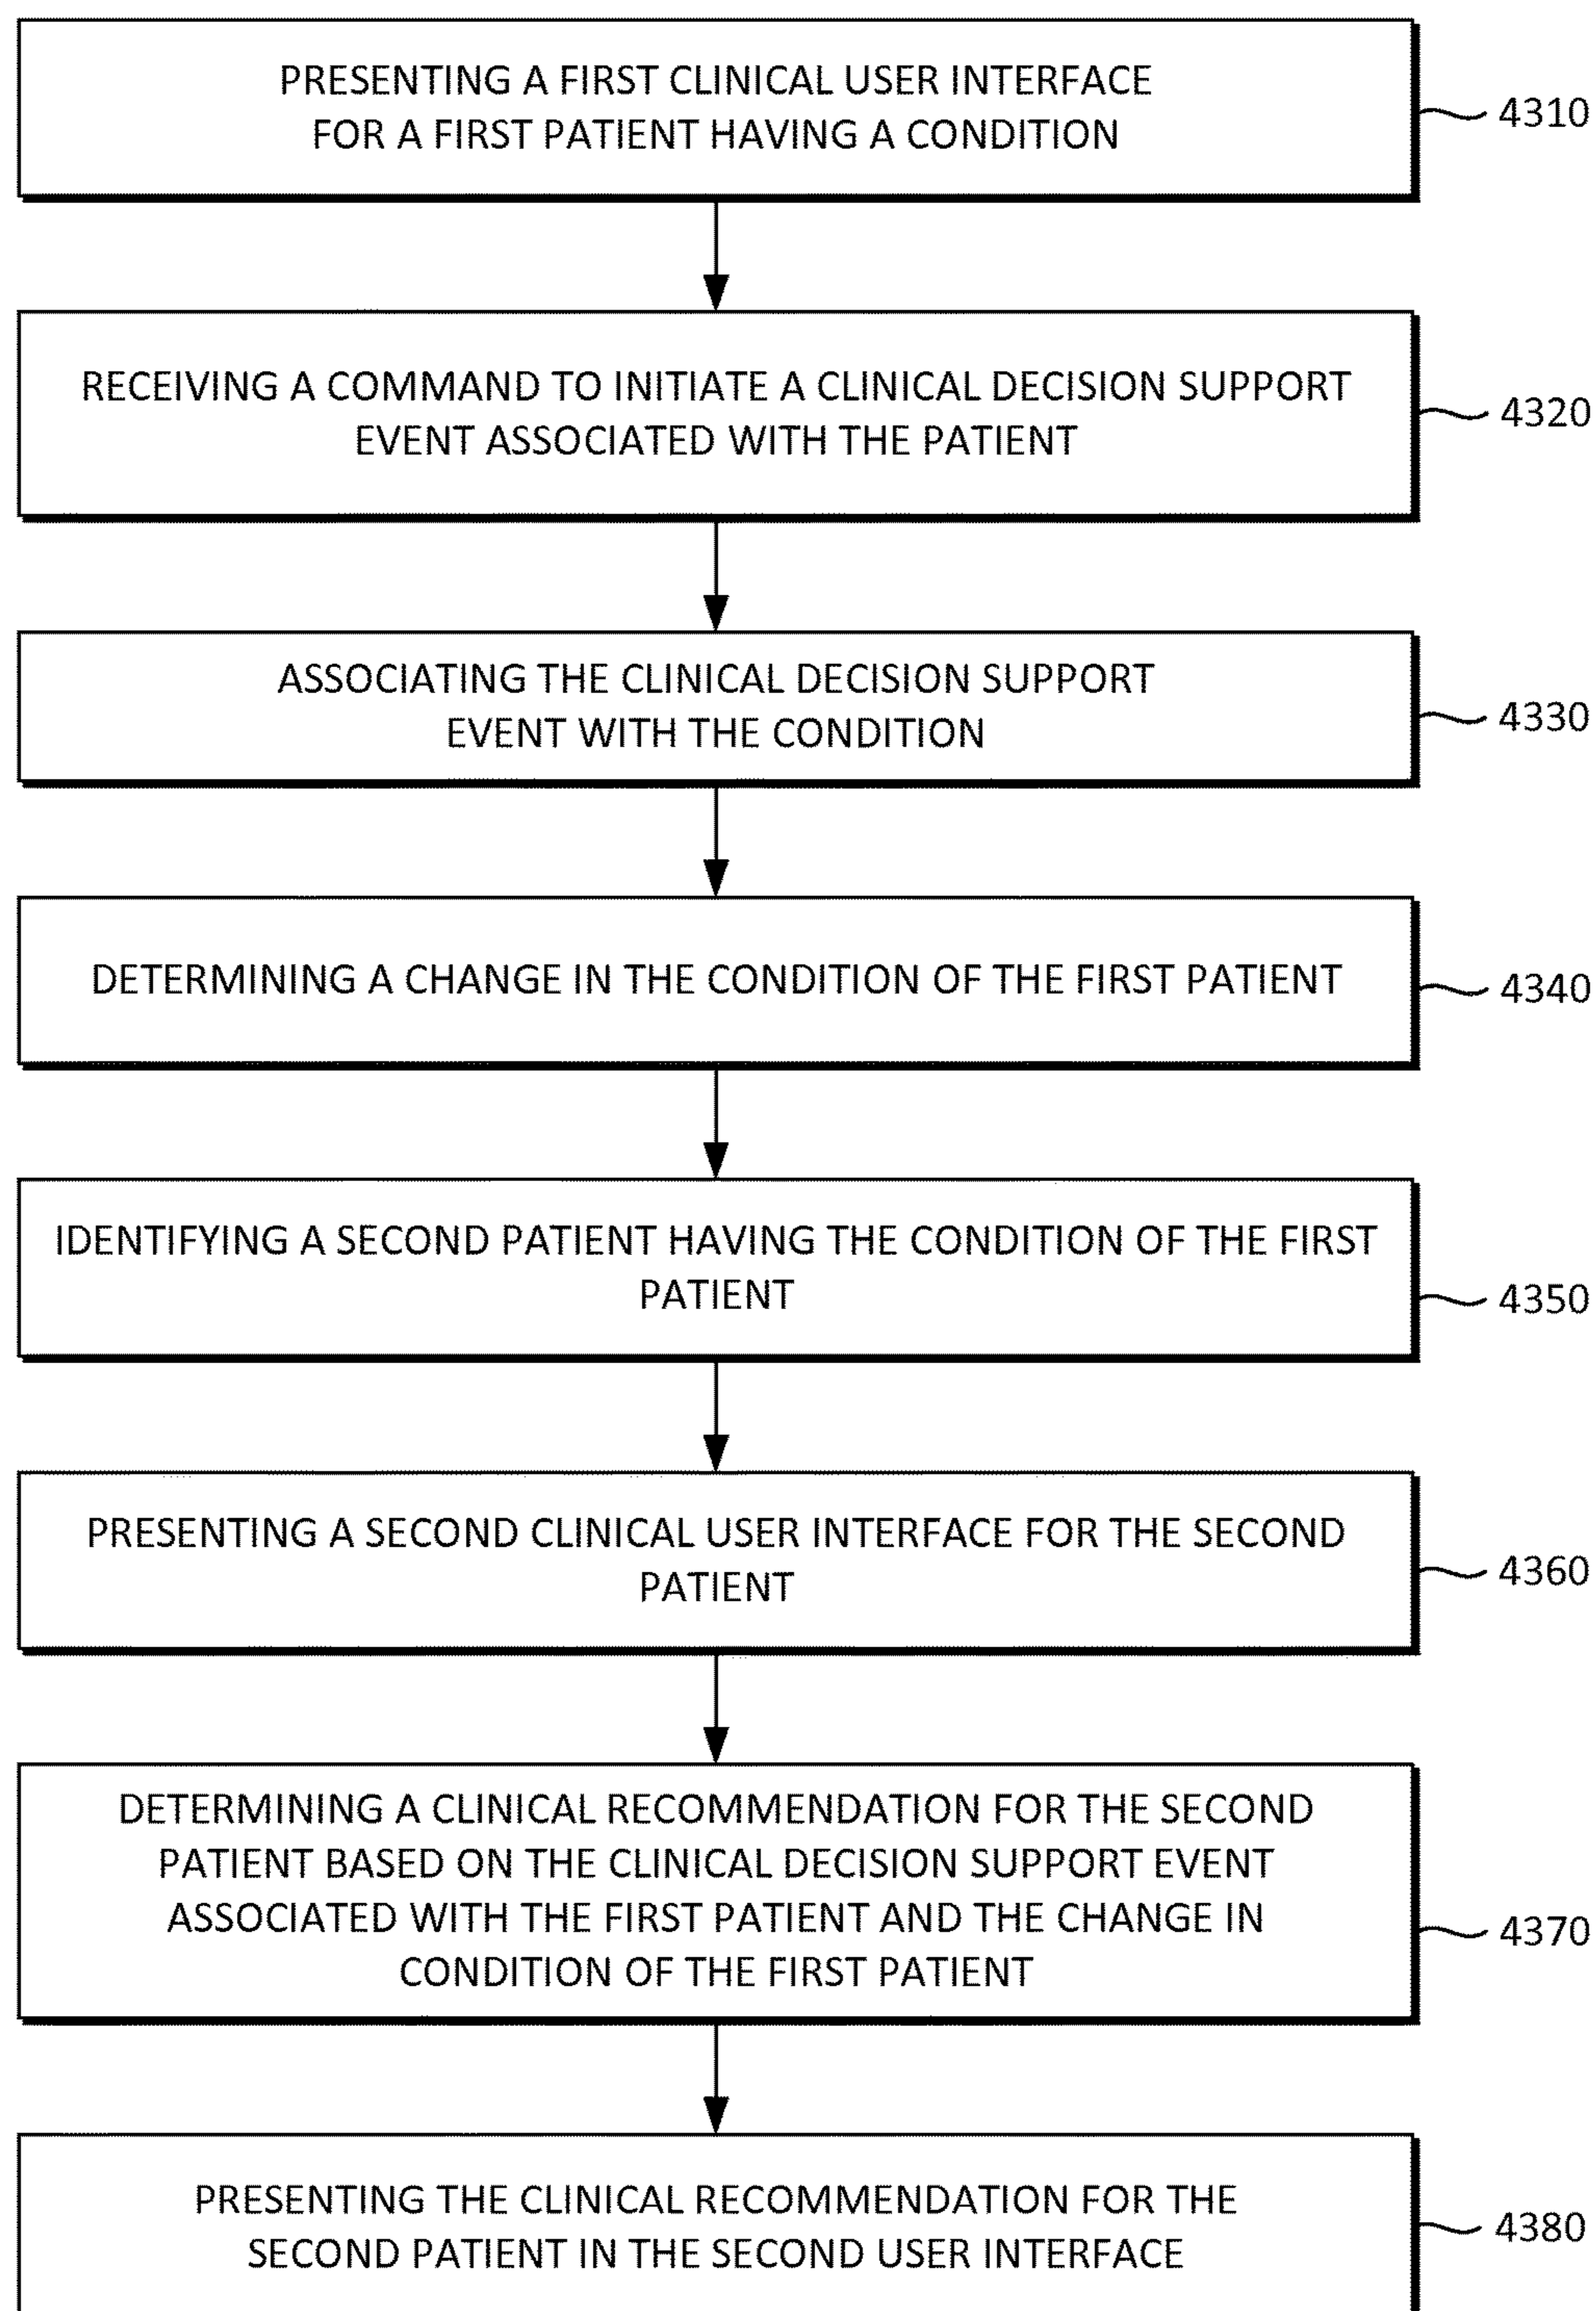 PRESENTING A FIRST CLINICAL USER INTERFACE
FOR A FIRST PATIENT HAVING A CONDITION
4310
RECEIVING A COMMAND TO INITIATE A CLINICAL DECISION SUPPORT
EVENT ASSOCIATED WITH THE PATIENT
4320
ASSOCIATING THE CLINICAL DECISION SUPPORT
EVENT WITH THE CONDITION
4330
DETERMINING A CHANGE IN THE CONDITION OF THE FIRST PATIENT
4340
IDENTIFYING A SECOND PATIENT HAVING THE CONDITION OF THE FIRST
PATIENT
4350
PRESENTING A SECOND CLINICAL USER INTERFACE FOR THE SECOND
PATIENT
4360
DETERMINING A CLINICAL RECOMMENDATION FOR THE SECOND
PATIENT BASED ON THE CLINICAL DECISION SUPPORT EVENT
ASSOCIATED WITH THE FIRST PATIENT AND THE CHANGE IN
CONDITION OF THE FIRST PATIENT
4370
PRESENTING THE CLINICAL RECOMMENDATION FOR THE
SECOND PATIENT IN THE SECOND USER INTERFACE
4380